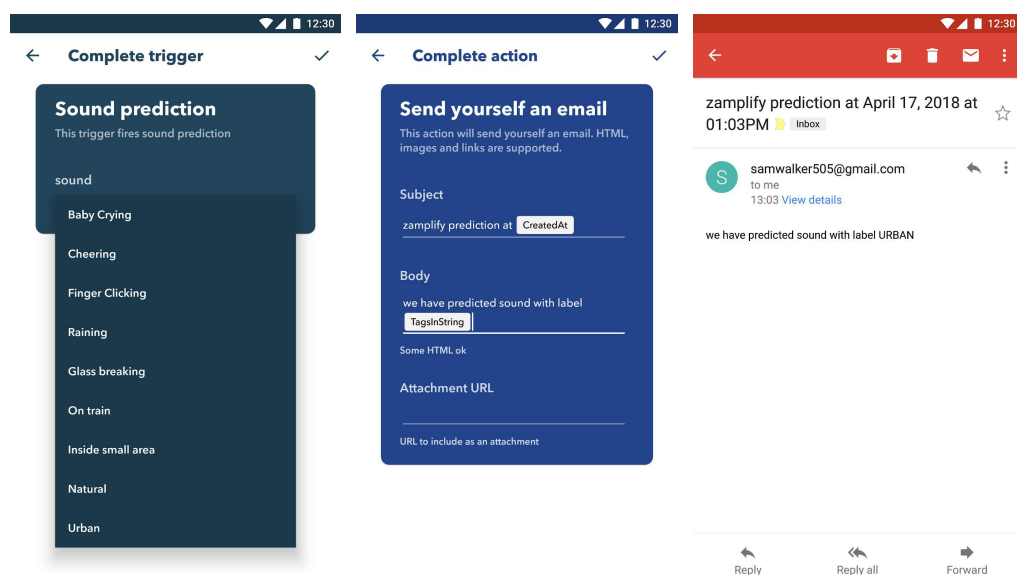 12:30
Complete trigger
Sound prediction
This trigger fires sound prediction
sound
Baby Crying
Cheering
Finger Clicking
Raining
Glass breaking
On train
Inside small area
Natural
Urban
12:30
Complete action
Send yourself an email
This action will send yourself an email. HTML,
images and links are supported.
Subject
zamplify prediction at CreatedAt
Body
we have predicted sound with label
TagsInString
Some HTML ok
Attachment URL
URL to include as an attachment
12:30
zamplify prediction at April 17, 2018 at
01:03PM Inbox
S
samwalker505@gmail.com
to me
13:03 View details
we have predicted sound with label URBAN
Reply Reply all Forward